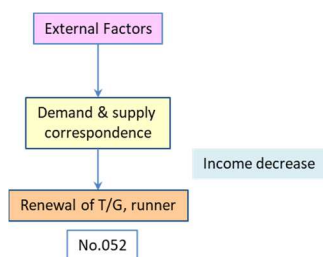 External Factors
Demand & supply
correspondence
Income decrease
Renewal of T/G, runner
No.052